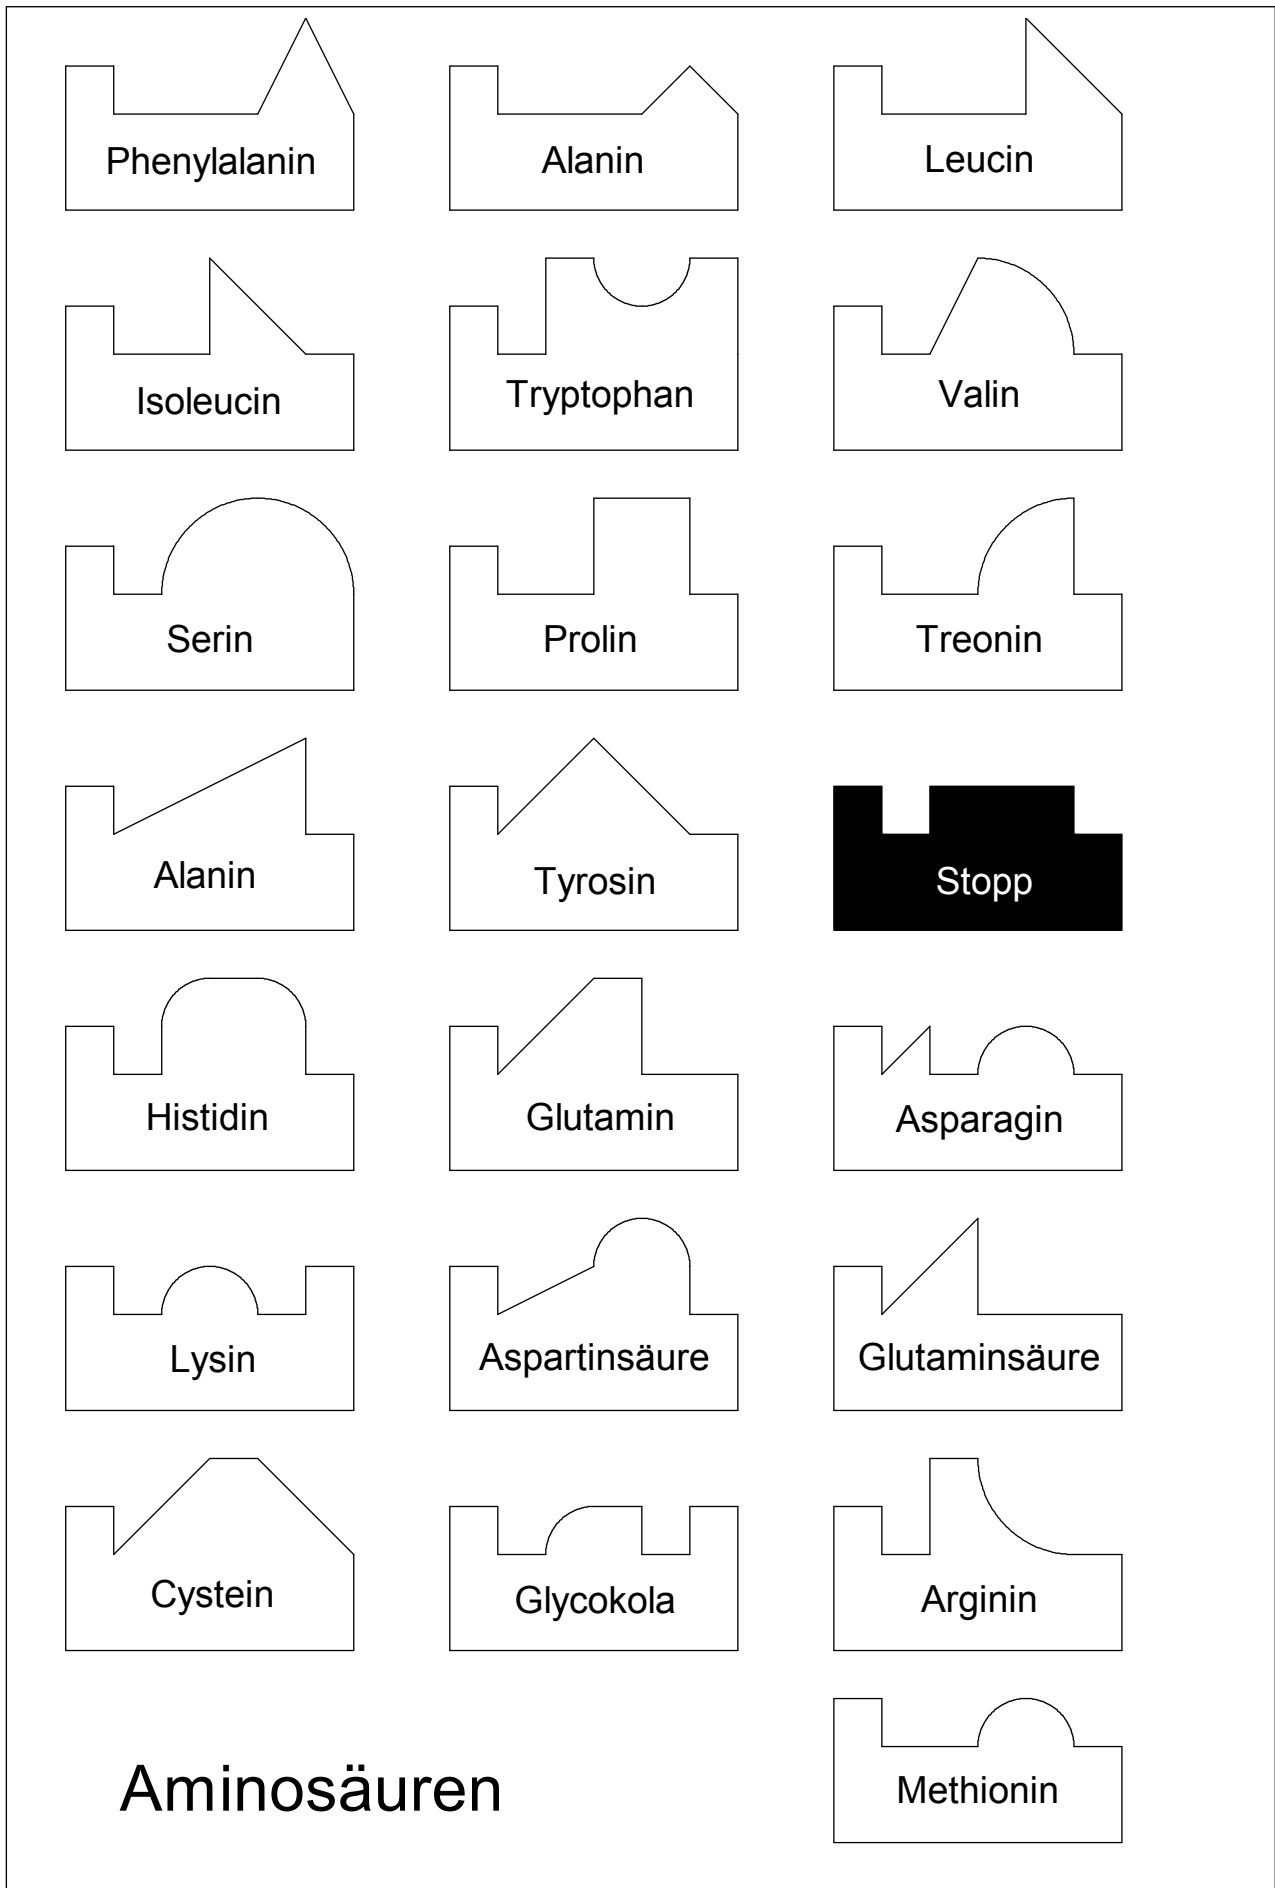 Phenylalanin
Alanin
Leucin
Isoleucin
Tryptophan
Valin
Serin
Prolin
Treonin
Alanin
Tyrosin
Stopp
Histidin
Glutamin
Asparagin
Lysin
Aspartinsäure
Glutaminsäure
Cystein
Glycokola
Arginin
Aminosäuren
Methionin